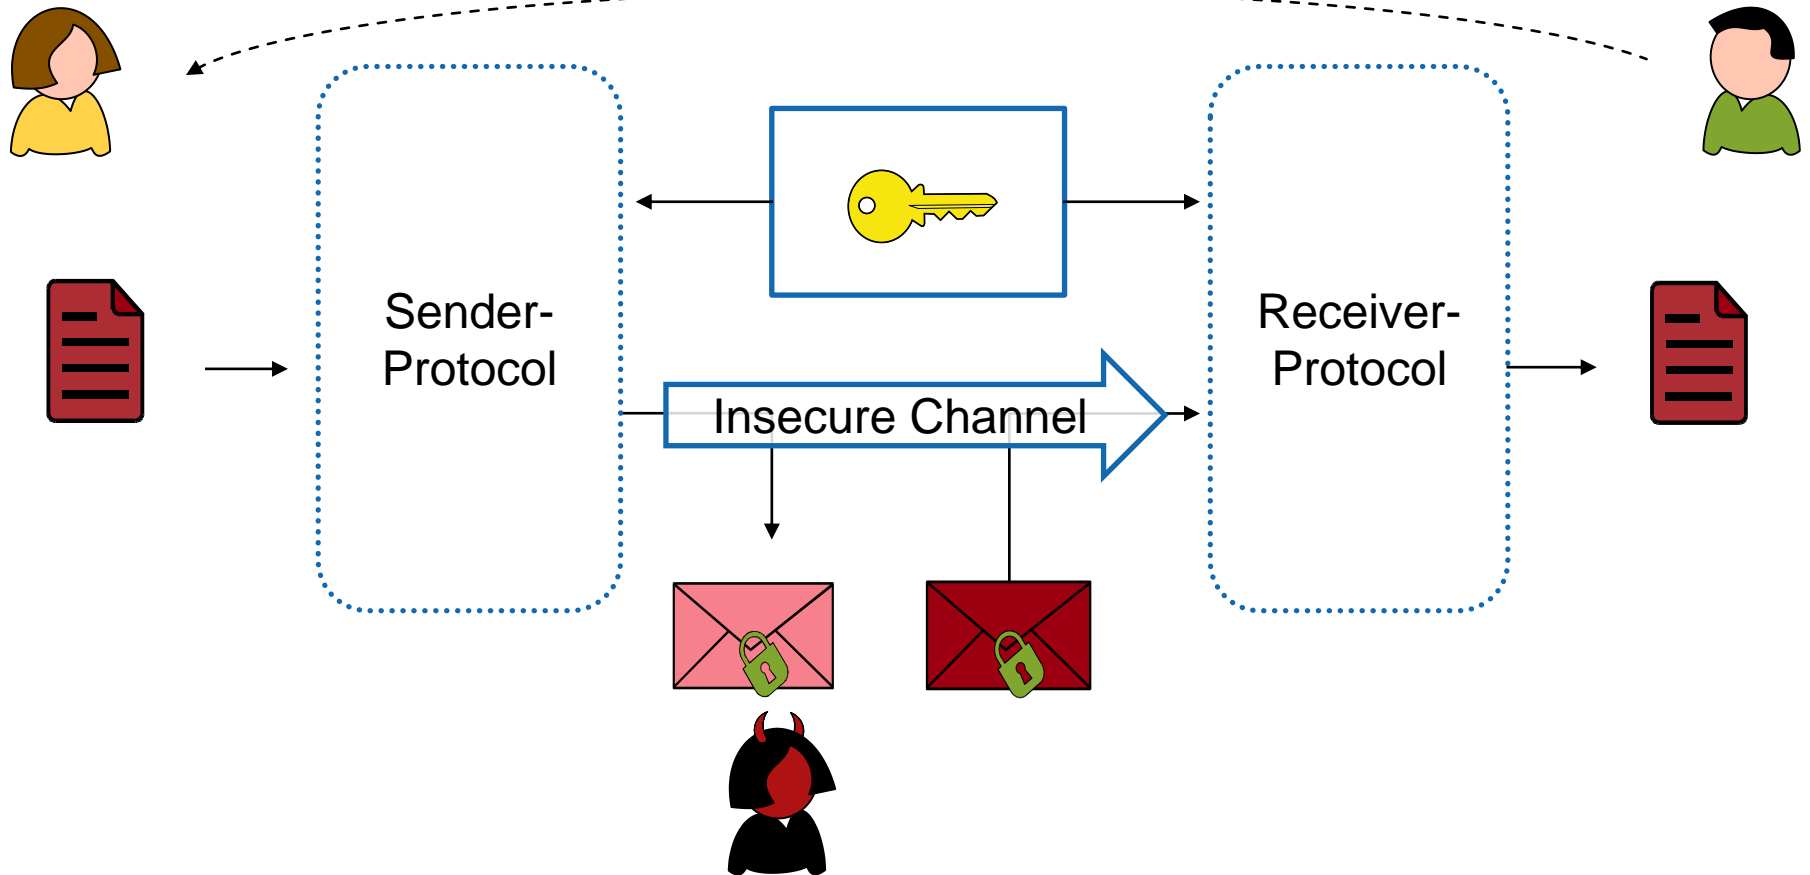 Sender-
Protocol
Receiver-
Protocol
Insecure Channel